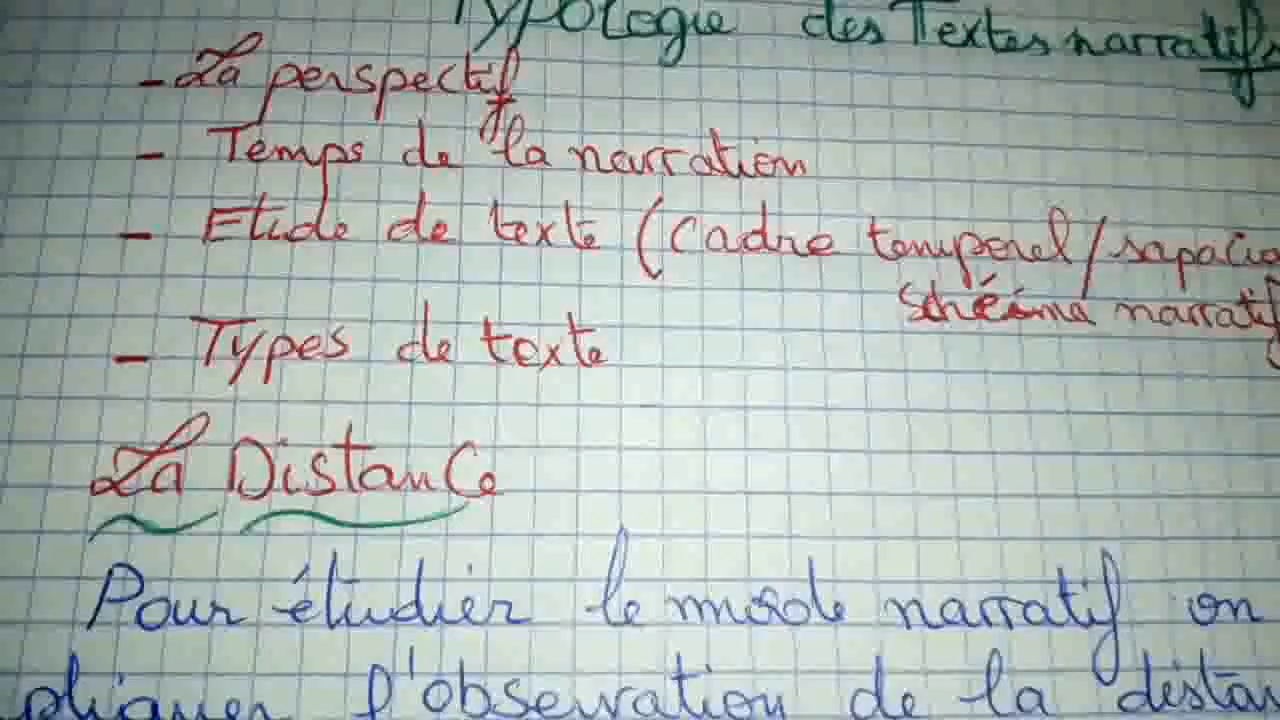 Typologie des Textes narratifs
- La perspectif
- Temps de la narration
- Etide de texte (Cadre temporel/sapacio
Schéma narratif
- Types de texte
La Distance
Pour étudier le mode narratif on
l'observation de la distan